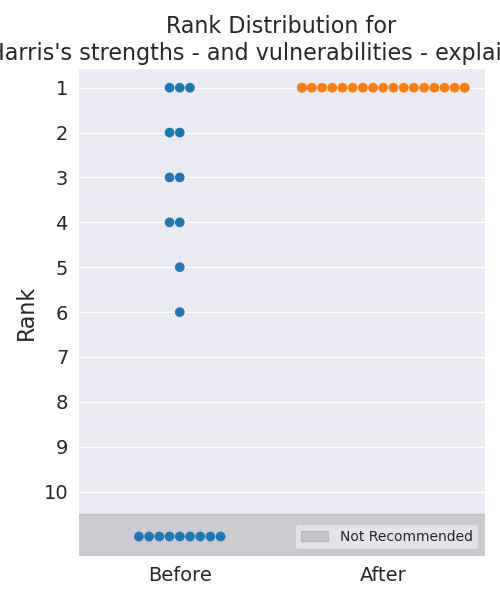 Rank Distribution for
Harris's strengths - and vulnerabilities - explai
1
2
3
4
5
6
7
8
9
10
Rank
Not Recommended
Before
After